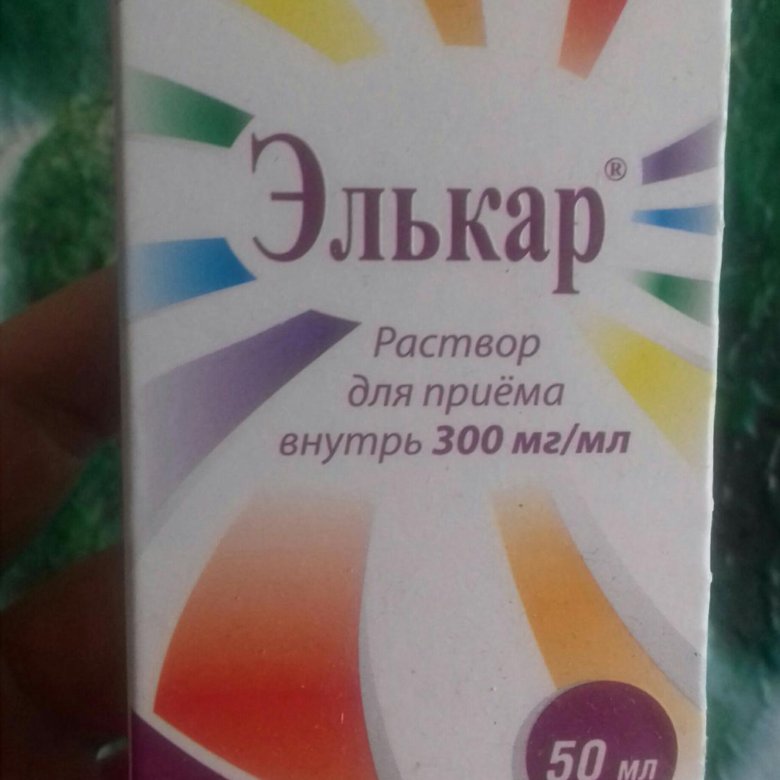 Элькар®
Раствор
для приёма
внутрь 300 мг/мл
50 мл